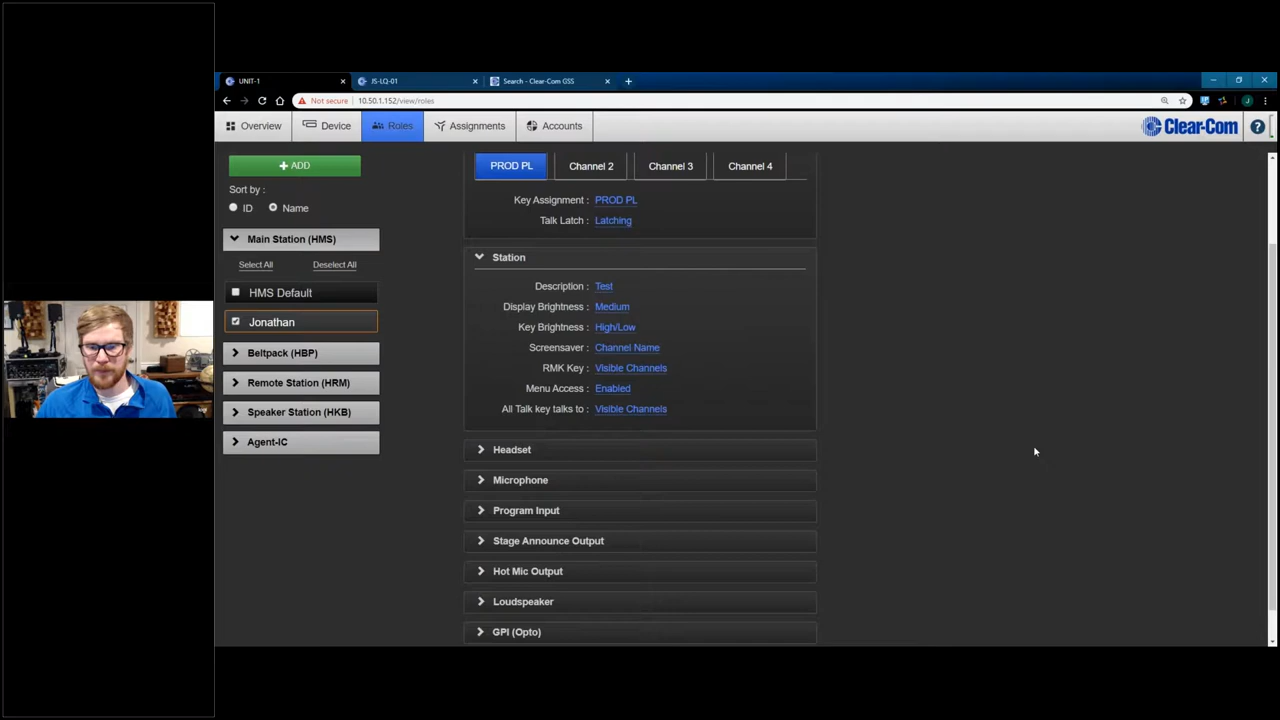 UNIT-1
JS-LQ-01
Search - Clear-Com GSS
Not secure
10.50.1.152/view/roles
J
Overview
Device
Roles
Assignments
Accounts
Clear-Com
?
+ ADD
Sort by :
ID
Name
Main Station (HMS)
Select All
Deselect All
HMS Default
Jonathan
Beltpack (HBP)
Remote Station (HRM)
Speaker Station (HKB)
Agent-IC
PROD PL
Channel 2
Channel 3
Channel 4
Key Assignment : PROD PL
Talk Latch : Latching
Station
Description : Test
Display Brightness : Medium
Key Brightness : High/Low
Screensaver : Channel Name
RMK Key : Visible Channels
Menu Access : Enabled
All Talk key talks to : Visible Channels
Headset
Microphone
Program Input
Stage Announce Output
Hot Mic Output
Loudspeaker
GPI (Opto)